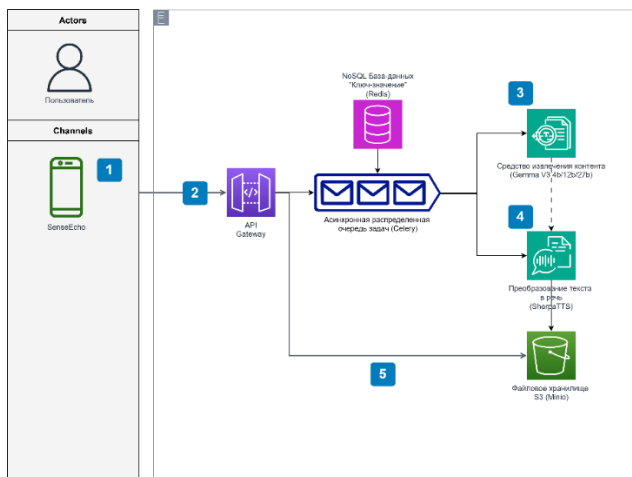 Actors
Пользователь
Channels
1
SenseEcho
2
API
Gateway
NoSQL База-данных
"Ключ-значение"
(Redis)
Асинхронная распределенная
очередь задач (Celery)
3
Средство извлечения контента
(Gemma V3 4b/12b/27b)
4
Преобразование текста
в речь
(SherpaTTS)
5
Файловое хранилище
S3 (Minio)